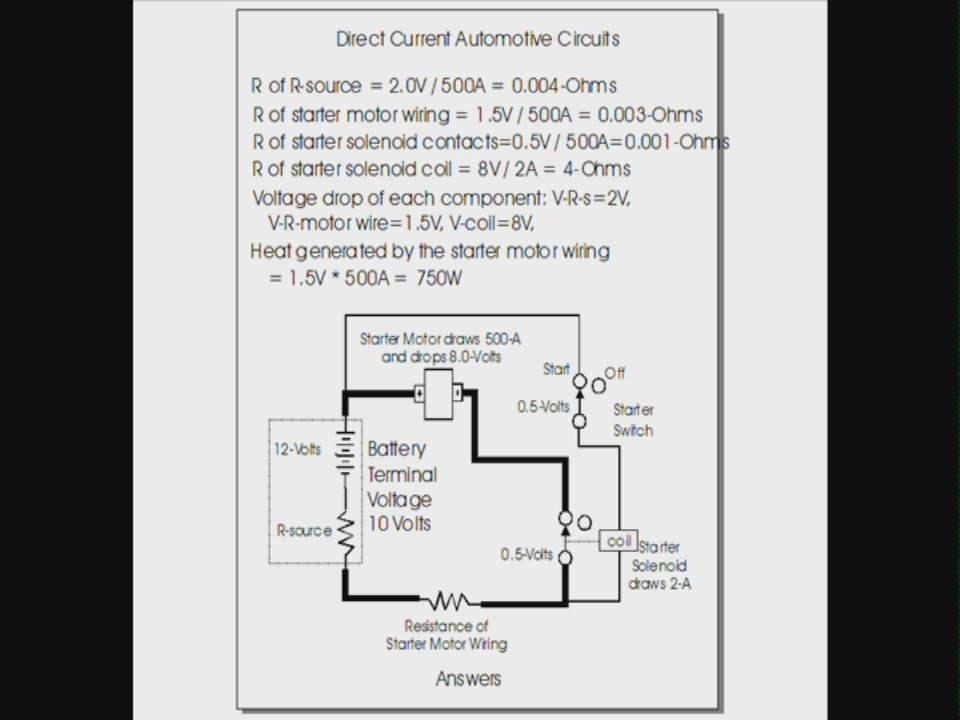 Direct Current Automotive Circuits
R of R-source = 2.0V / 500A = 0.004-Ohms
R of starter motor wiring = 1.5V / 500A = 0.003-Ohms
R of starter solenoid contacts=0.5V / 500A=0.001-Ohms
R of starter solenoid coil = 8V / 2A = 4-Ohms
Voltage drop of each component: V-R-s=2V,
V-R-motor wire=1.5V, V-coil=8V,
Heat generated by the starter motor wiring
= 1.5V * 500A = 750W
Starter Motor draws 500-A
and drops 8.0-Volts
Start
Off
0.5-Volts
Starter
Switch
+
-
12-Volts
Battery
Terminal
Voltage
10 Volts
R-source
coil
0.5-Volts
Starter
Solenoid
draws 2-A
Resistance of
Starter Motor Wiring
Answers